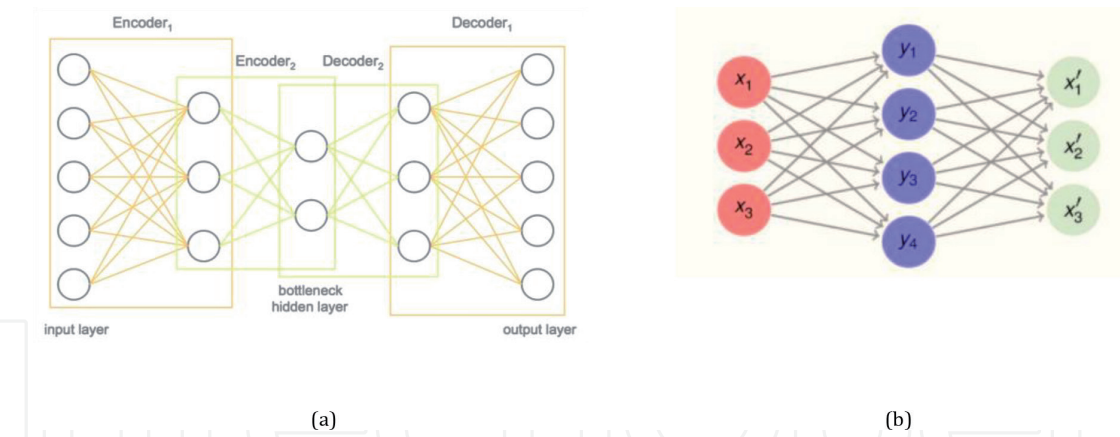 Encoder₁
Decoder₁
Encoder₂
Decoder₂
bottleneck
hidden layer
input layer
output layer
(a)
x₁
x₂
x₃
y₁
y₂
y₃
y₄
x′₁
x′₂
x′₃
(b)